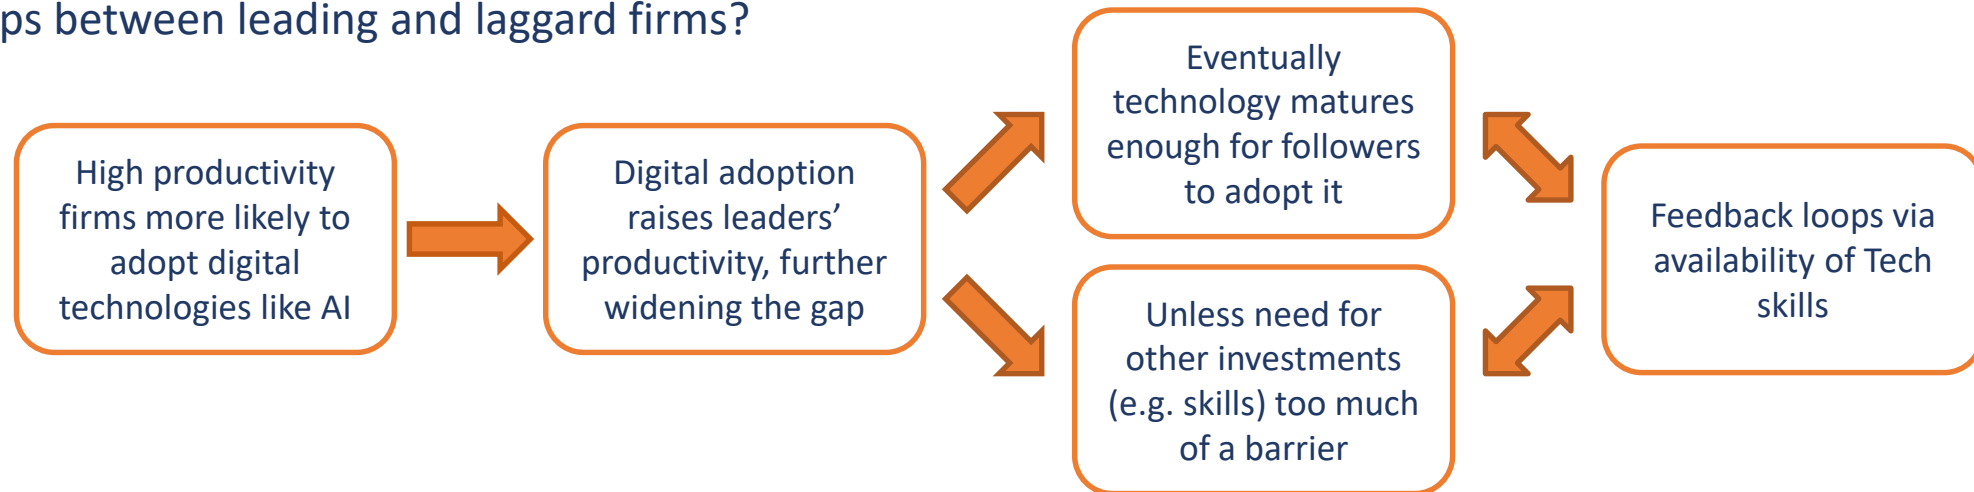 ps between leading and laggard firms?
High productivity
firms more likely to
adopt digital
technologies like AI
Digital adoption
raises leaders’
productivity, further
widening the gap
Eventually
technology matures
enough for followers
to adopt it
Unless need for
other investments
(e.g. skills) too much
of a barrier
Feedback loops via
availability of Tech
skills